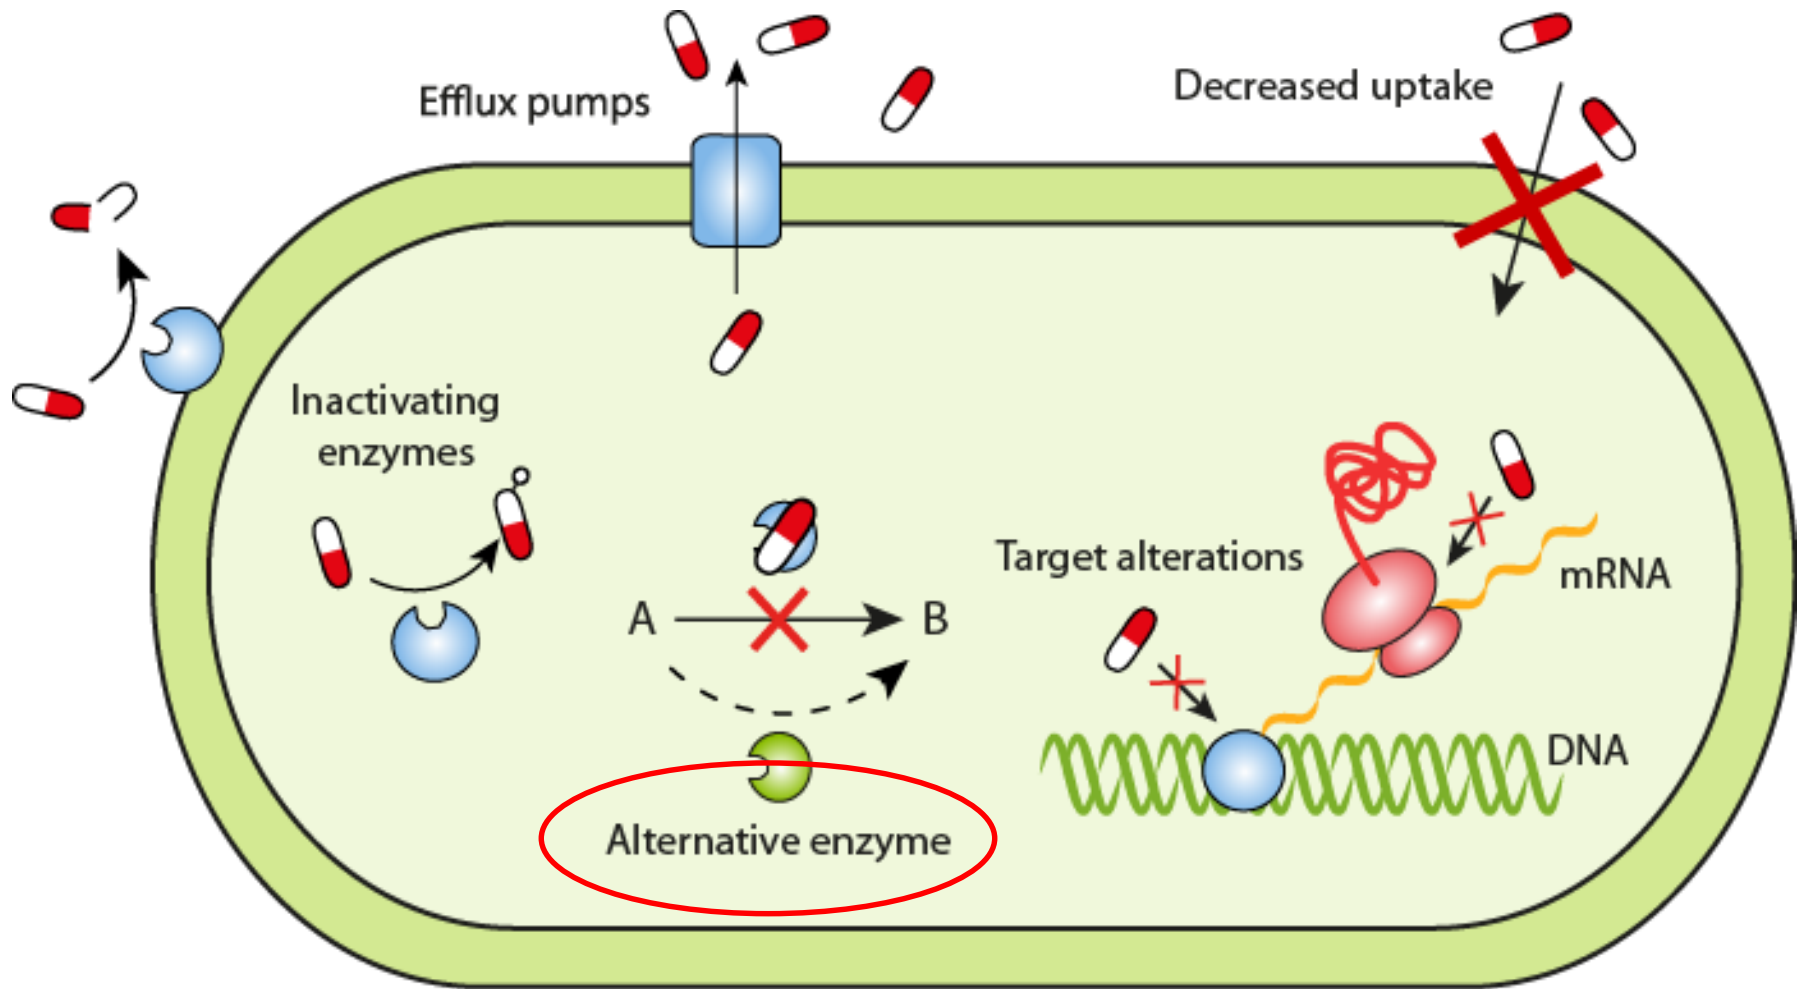 Efflux pumps
Decreased uptake
Inactivating
enzymes
Target alterations
mRNA
A
B
DNA
Alternative enzyme